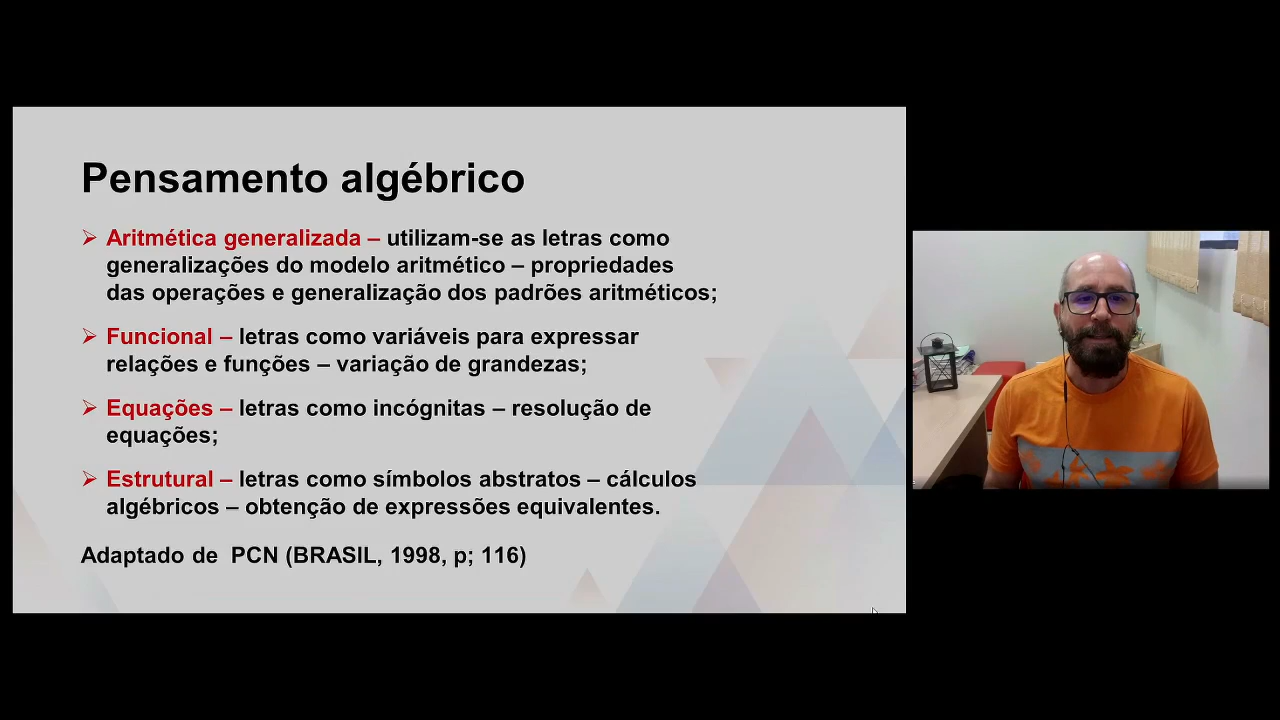 Pensamento algébrico
➢ Aritmética generalizada – utilizam-se as letras como
generalizações do modelo aritmético – propriedades
das operações e generalização dos padrões aritméticos;
➢ Funcional – letras como variáveis para expressar
relações e funções – variação de grandezas;
➢ Equações – letras como incógnitas – resolução de
equações;
➢ Estrutural – letras como símbolos abstratos – cálculos
algébricos – obtenção de expressões equivalentes.
Adaptado de  PCN (BRASIL, 1998, p; 116)